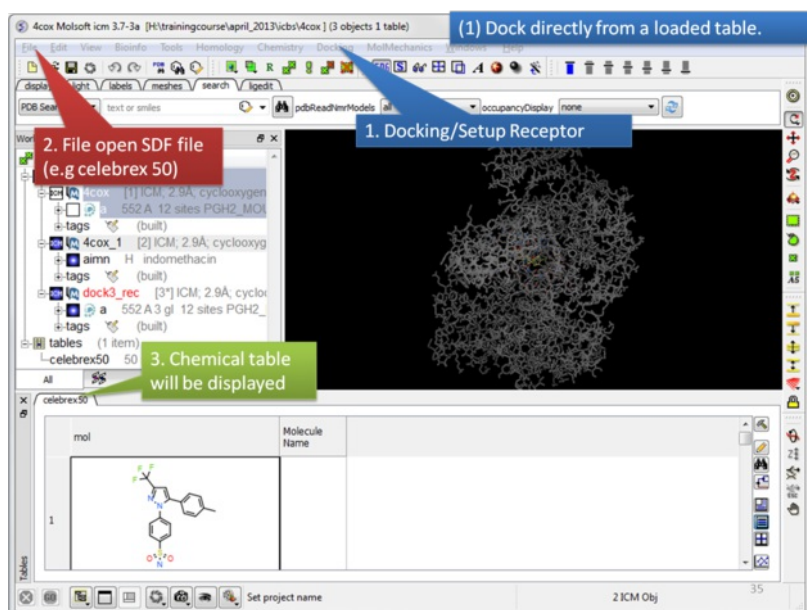 4cox Molsoft icm 3.7-3a [H:\trainingcourse\april_2013\icbs\4cox ] (3 objects 1 table)
(1) Dock directly from a loaded table.
File Edit View Bioinfo Tools Homology Chemistry Docking MolMechanics Windows Help
light labels meshes search ligedit
text or smiles pdbReadNmrModels all occupancyDisplay none
1. Docking/Setup Receptor
2. File open SDF file
(e.g celebrex 50)
4cox [1] ICM; 2.9Å; cyclooxygen
a 552 A 12 sites PGH2_MOU
tags (built)
4cox_1 [2] ICM; 2.9Å; cyclooxyg
aimn H indomethacin
tags (built)
dock3_rec [3*] ICM; 2.9Å; cycloo
a 552 A 3 gl 12 sites PGH2_
tags (built)
tables (1 item)
celebrex50 50
3. Chemical table
will be displayed
All
celebrex50
mol Molecule
Name
F
F F
N
N
1
S
O O
N
Tables
Set project name 2 ICM Obj
35